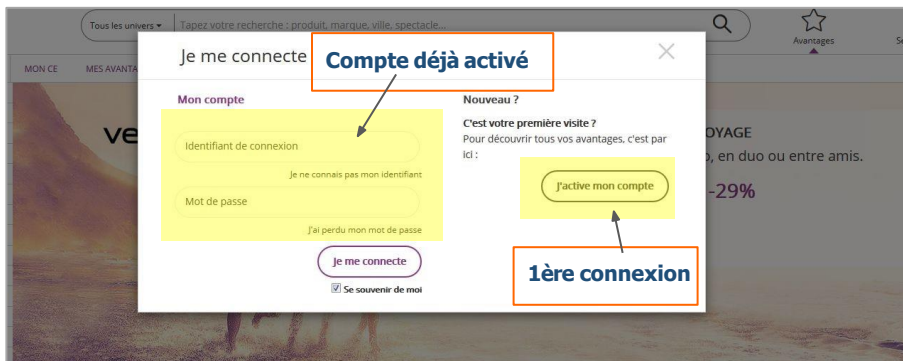 Tous les univers
Tapez votre recherche : produit, marque, ville, spectacle...
Avantages
MON CE
MES AVANTA
Je me connecte
Compte déjà activé
Mon compte
Identifiant de connexion
Je ne connais pas mon identifiant
Mot de passe
J'ai perdu mon mot de passe
Je me connecte
Se souvenir de moi
Nouveau ?
C'est votre première visite ?
Pour découvrir tous vos avantages, c'est par
ici :
J'active mon compte
1ère connexion
ve
OYAGE
o, en duo ou entre amis.
-29%